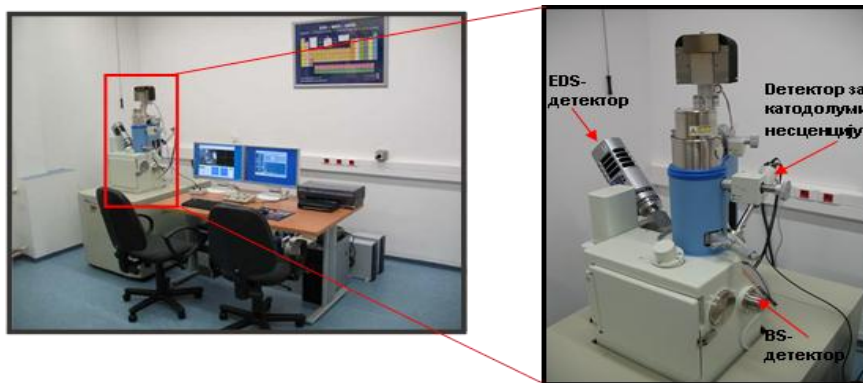 EDS-
детектор
Детектор за
катодолуми
несценцију
BS-
детектор